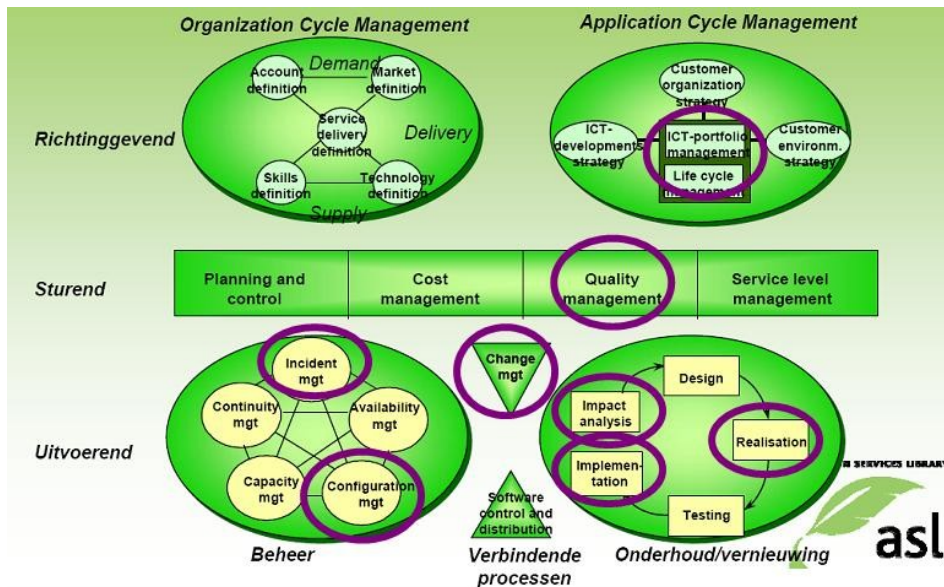 Organization Cycle Management
Application Cycle Management
Demand
Account
definition
Market
definition
Service
delivery
definition
Delivery
Skills
definition
Technology
definition
Supply
Customer
organization
strategy
ICT-
developments
strategy
ICT-portfolio
management
Life cycle
management
Customer
environm.
strategy
Richtinggevend
Sturend
Planning and
control
Cost
management
Quality
management
Service level
management
Uitvoerend
Incident
mgt
Continuity
mgt
Availability
mgt
Capacity
mgt
Configuration
mgt
Beheer
Change
mgt
Software
control and
distribution
Verbindende
processen
Impact
analysis
Design
Realisation
Implemen-
tation
Testing
Onderhoud/vernieuwing
SERVICES LIBRARY
asl